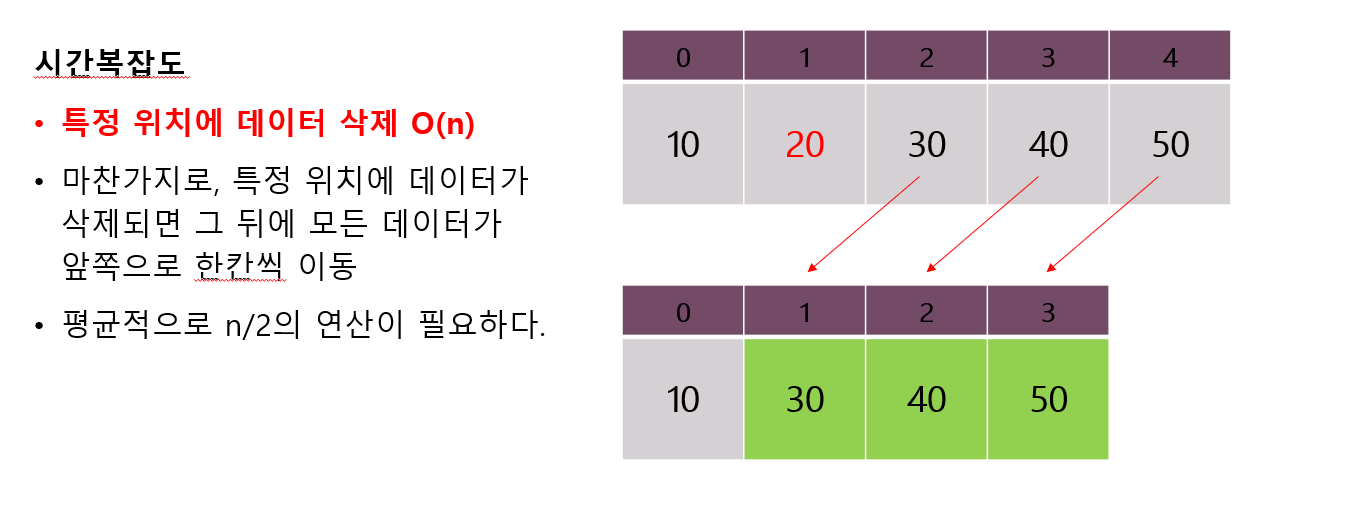 시간복잡도
• 특정 위치에 데이터 삭제 O(n)
• 마찬가지로, 특정 위치에 데이터가
삭제되면 그 뒤에 모든 데이터가
앞쪽으로 한칸씩 이동
• 평균적으로 n/2의 연산이 필요하다.
0 1 2 3 4
10 20 30 40 50
0 1 2 3
10 30 40 50